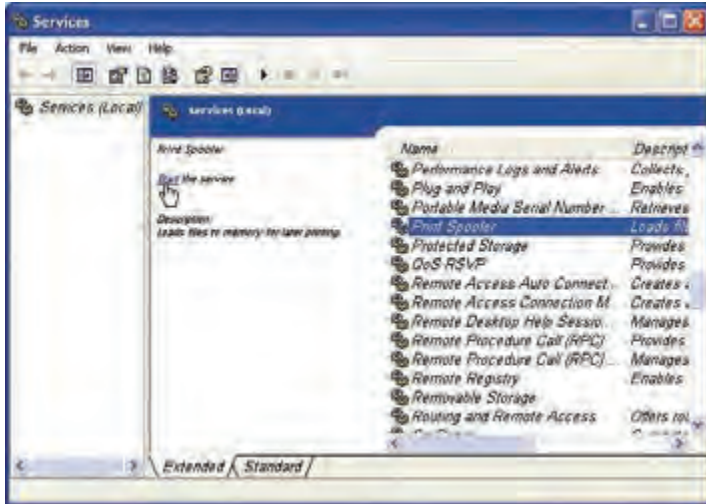 Services
File Action View Help
Services (Local)
Services (Local)
Print Spooler
Start the service
Description:
Loads files to memory for later printing.
Name Descript
Performance Logs and Alerts Collects
Plug and Play Enables
Portable Media Serial Number ... Retrieves
Print Spooler Loads fil
Protected Storage Provides
QoS RSVP Provides
Remote Access Auto Connect... Creates
Remote Access Connection M... Creates
Remote Desktop Help Sessio... Manages
Remote Procedure Call (RPC) Provides
Remote Procedure Call (RPC)... Manages
Remote Registry Enables
Removable Storage
Routing and Remote Access Offers rou
Extended Standard